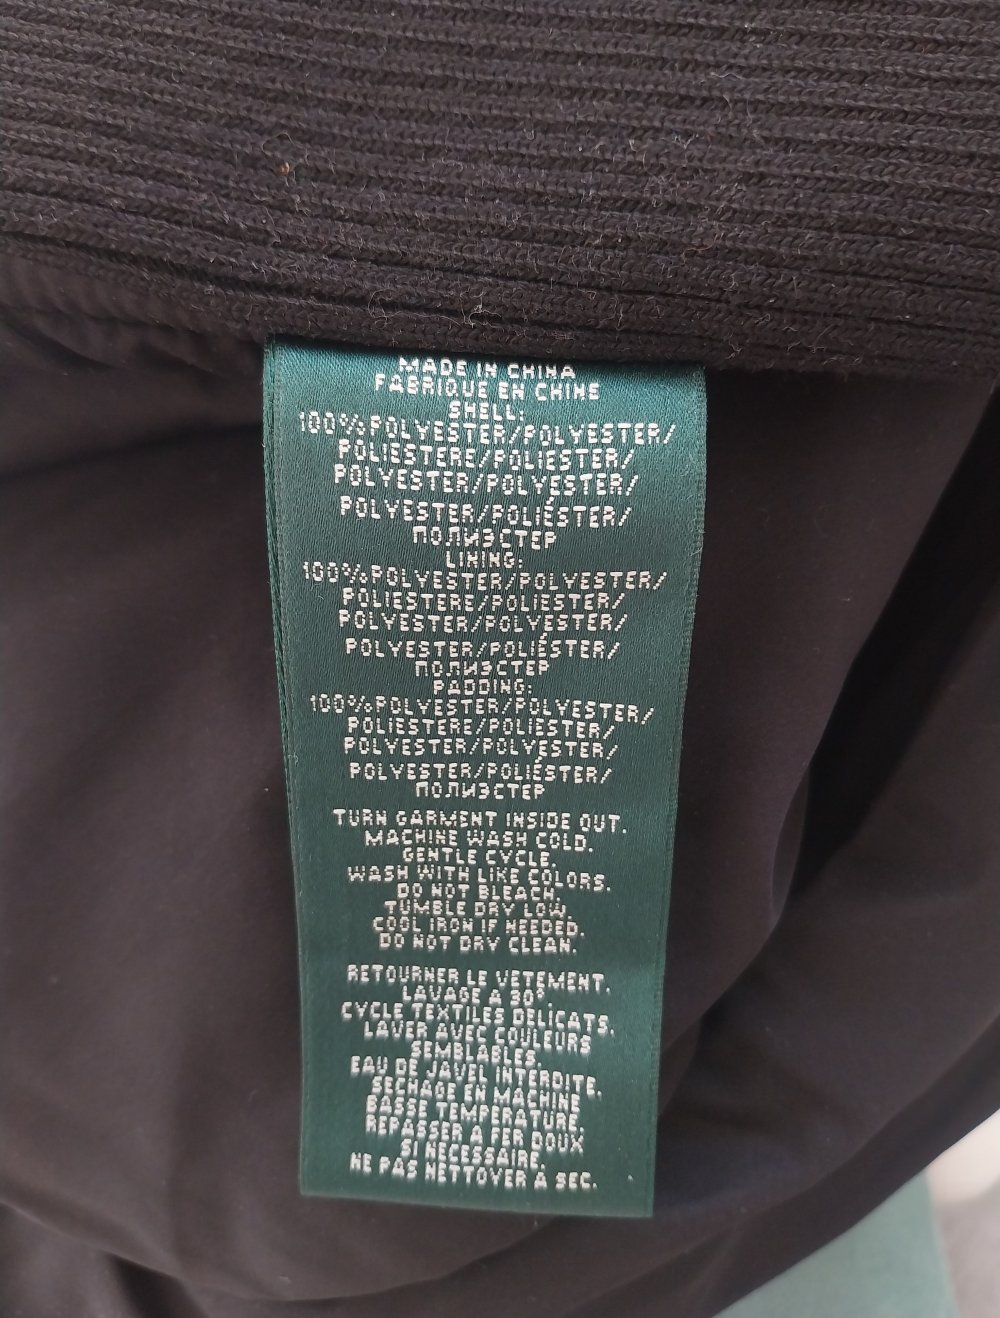 MADE IN CHINA
FABRIQUE EN CHINE
SHELL:
100%POLYESTER/POLYESTER/
POLIESTERE/POLIESTER/
POLYESTER/POLYESTER/
POLYESTER/POLIÉSTER/
ПОЛИЭСТЕР
LINING:
100%POLYESTER/POLYESTER/
POLIESTERE/POLIESTER/
POLYESTER/POLYESTER/
POLYESTER/POLIÉSTER/
ПОЛИЭСТЕР
PADDING:
100%POLYESTER/POLYESTER/
POLIESTERE/POLIESTER/
POLYESTER/POLYESTER/
POLYESTER/POLIÉSTER/
ПОЛИЭСТЕР
TURN GARMENT INSIDE OUT.
MACHINE WASH COLD.
GENTLE CYCLE.
WASH WITH LIKE COLORS.
DO NOT BLEACH.
TUMBLE DRY LOW.
COOL IRON IF NEEDED.
DO NOT DRY CLEAN.
RETOURNER LE VETEMENT.
LAVAGE A 30°.
CYCLE TEXTILES DELICATS.
LAVER AVEC COULEURS
SEMBLABLES.
EAU DE JAVEL INTERDITE.
SECHAGE EN MACHINE
BASSE TEMPERATURE.
REPASSER A FER DOUX
SI NECESSAIRE.
NE PAS NETTOYER A SEC.